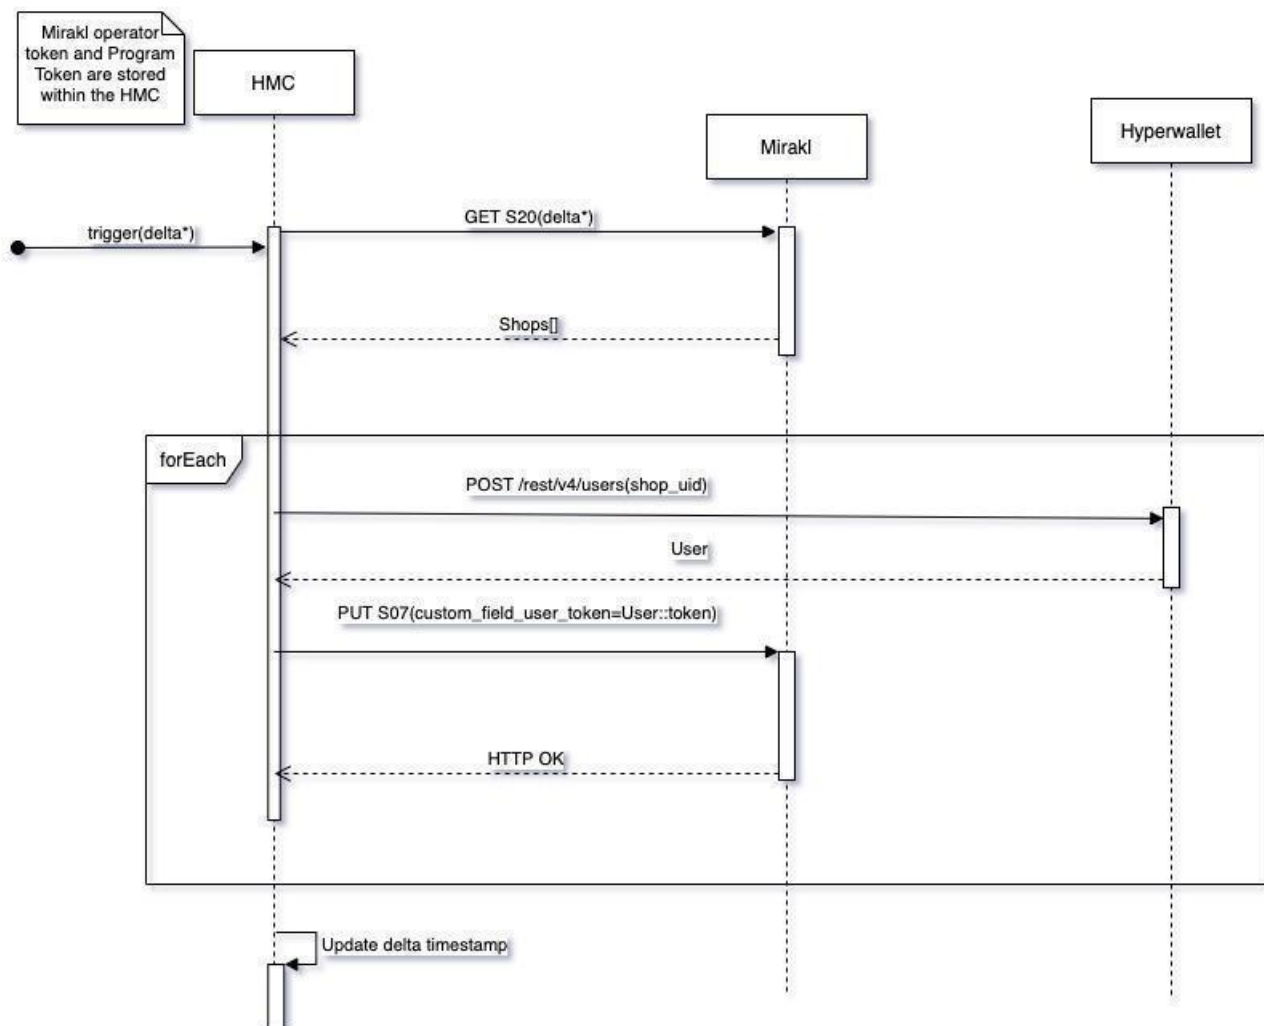 Mirakl operator
token and Program
Token are stored
within the HMC
HMC
Mirakl
Hyperwallet
trigger(delta*)
GET S20(delta*)
Shops[]
forEach
POST /rest/v4/users(shop_uid)
User
PUT S07(custom_field_user_token=User::token)
HTTP OK
Update delta timestamp